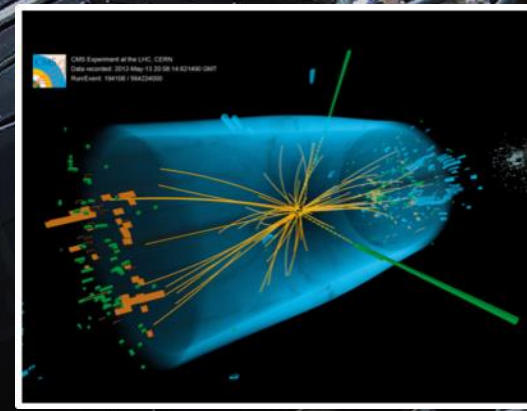 CMS Experiment at the LHC, CERN
Data recorded: 2012-May-13 20:08:14.621490 GMT
Run/Event: 194108 / 564224000